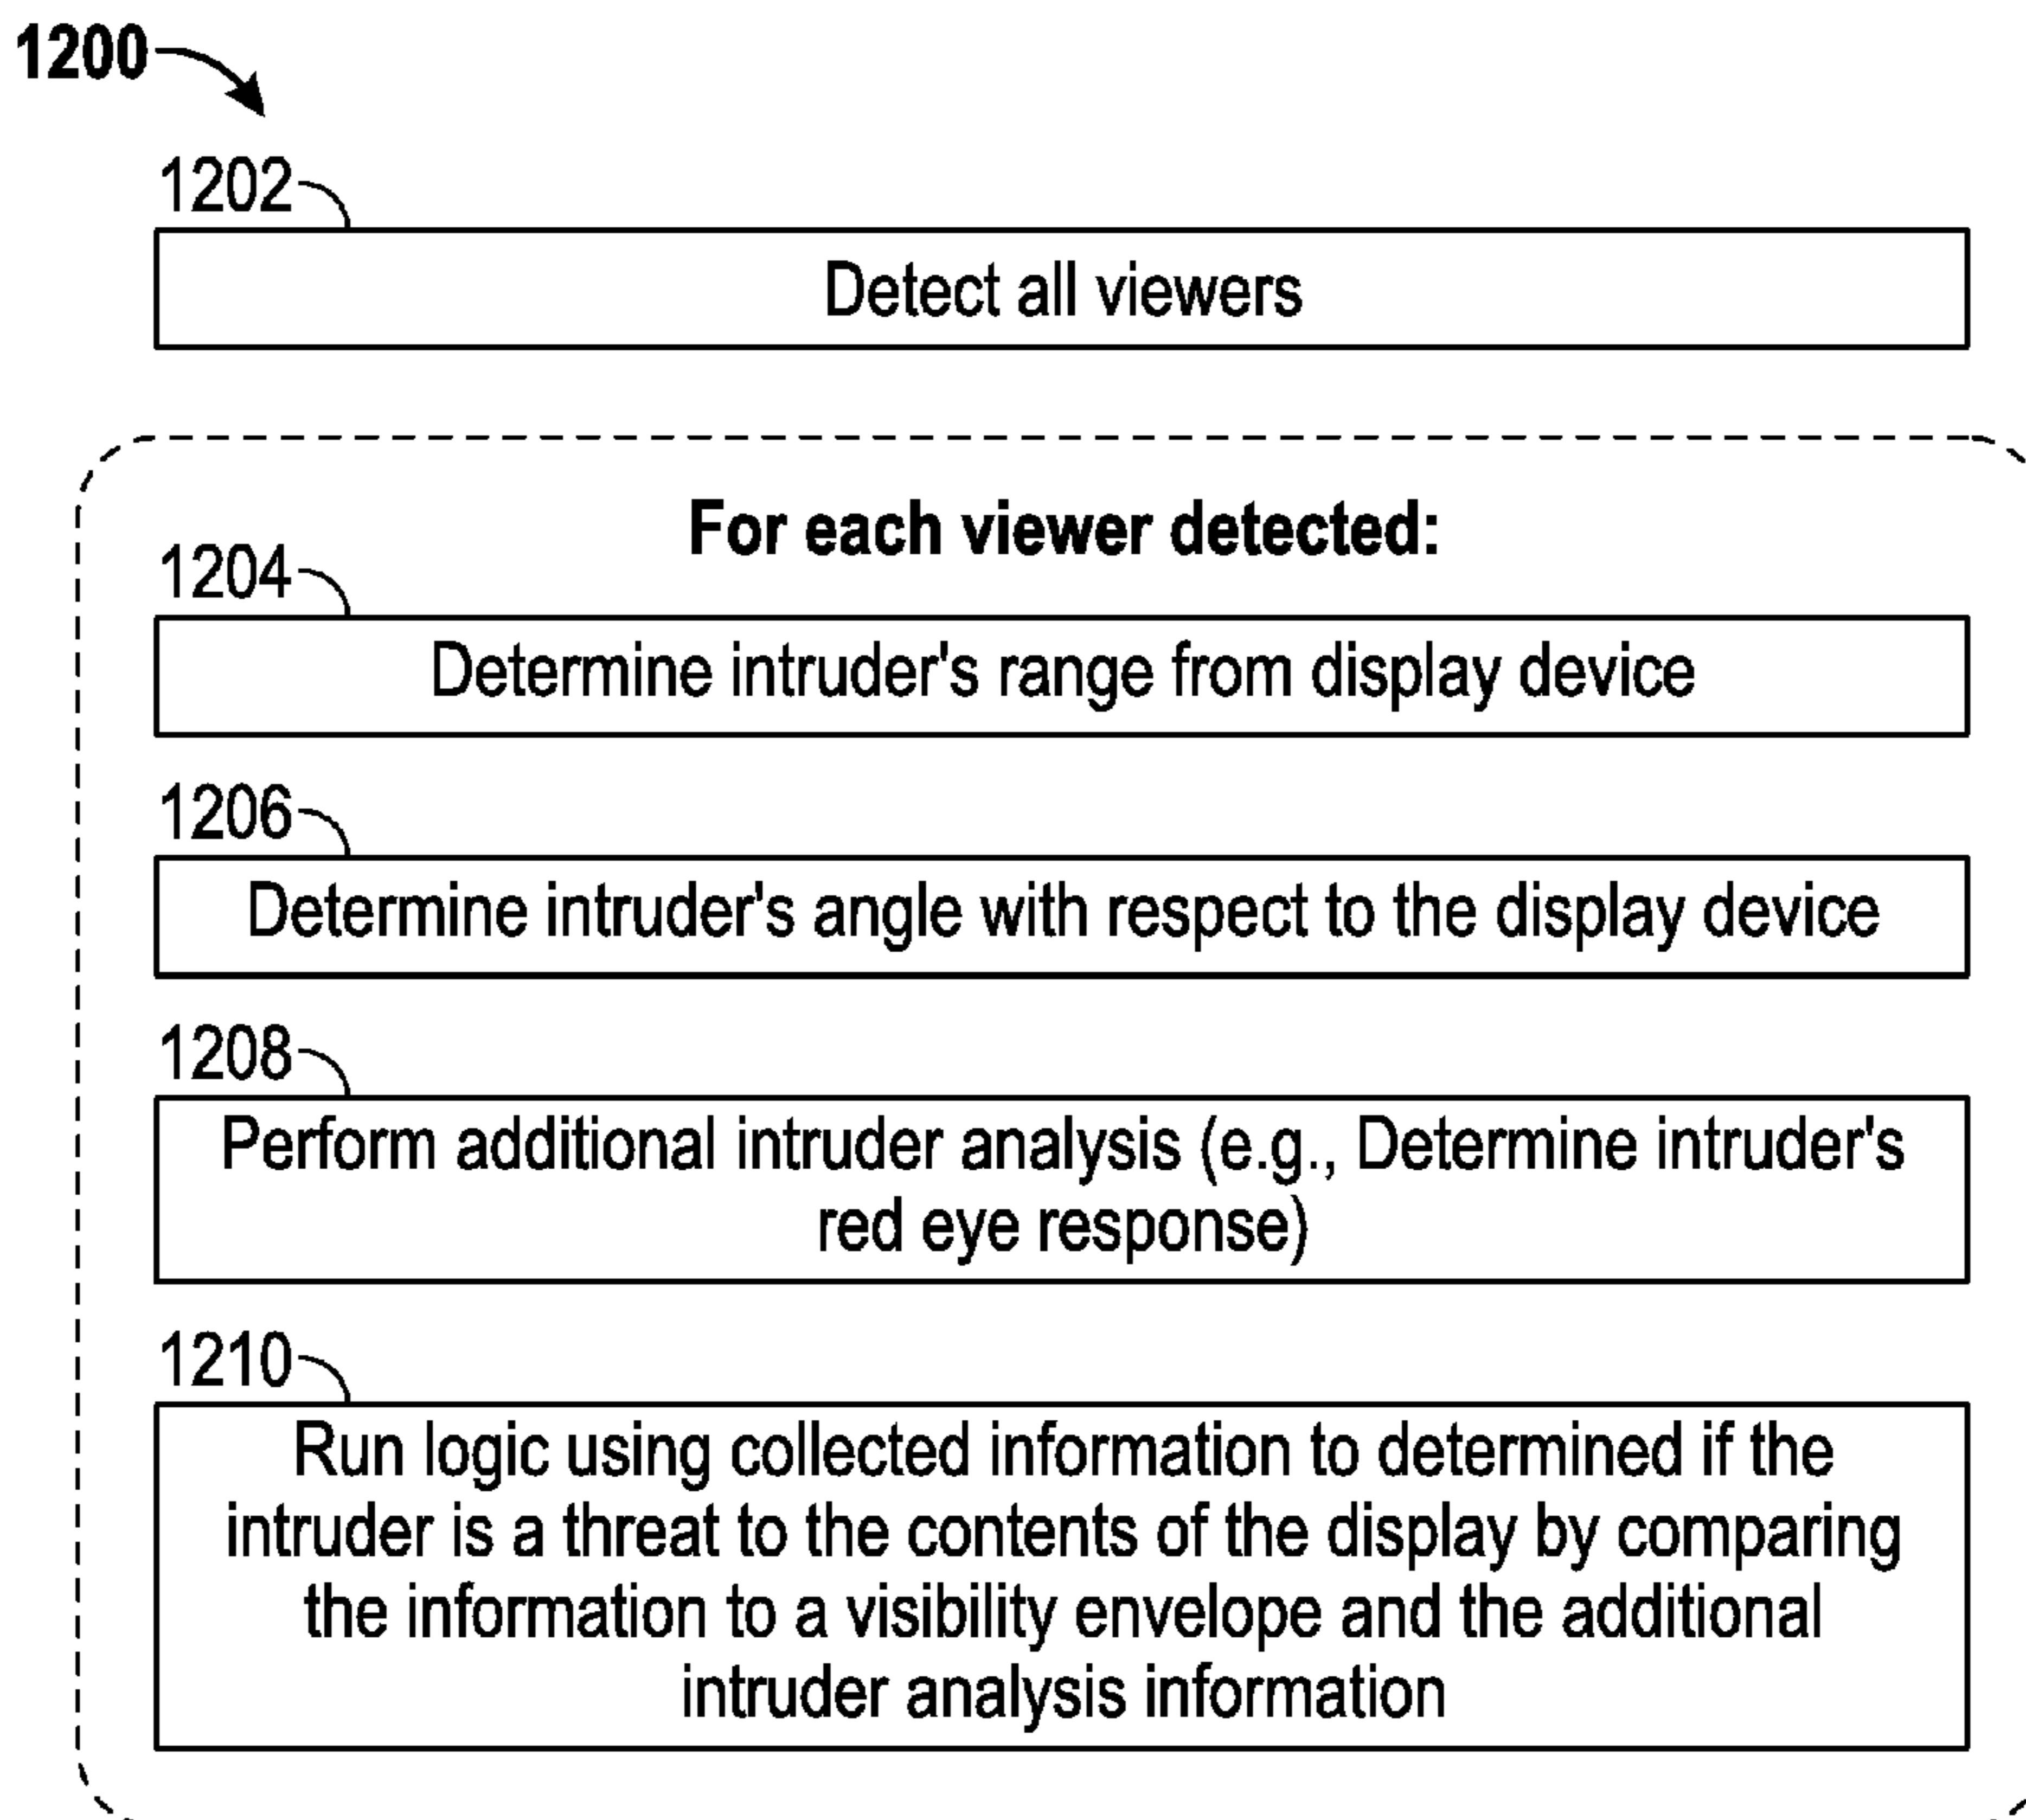 1200
1202
Detect all viewers
For each viewer detected:
1204
Determine intruder's range from display device
1206
Determine intruder's angle with respect to the display device
1208
Perform additional intruder analysis (e.g., Determine intruder's
red eye response)
1210
Run logic using collected information to determined if the
intruder is a threat to the contents of the display by comparing
the information to a visibility envelope and the additional
intruder analysis information